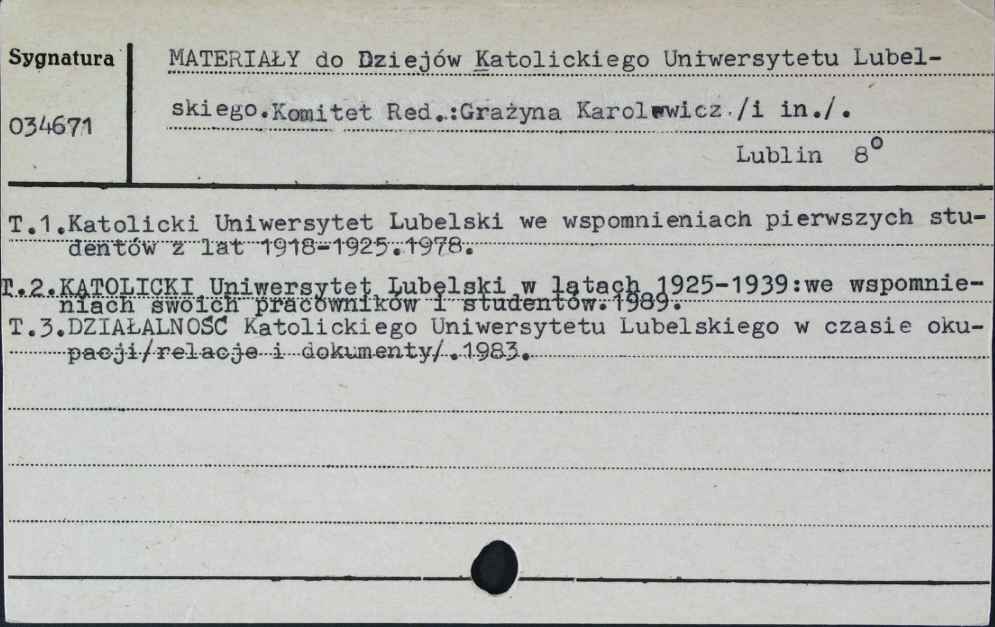 Sygnatura
034671
MATERIAŁY do Dziejów Katolickiego Uniwersytetu Lubel-
skiego.Komitet Red.:Grażyna Karolewicz /i in./.
Lublin 8°
T.1.Katolicki Uniwersytet Lubelski we wspomnieniach pierwszych stu-
dentów z lat 1918-1925.1978.
T.2.KATOLICKI Uniwersytet Lubelski w latach 1925-1939:we wspomnie-
niach swoich pracowników i studentów.1989.
T.3.DZIAŁALNOŚĆ Katolickiego Uniwersytetu Lubelskiego w czasie oku-
pacji/relacje i dokumenty/.1983.